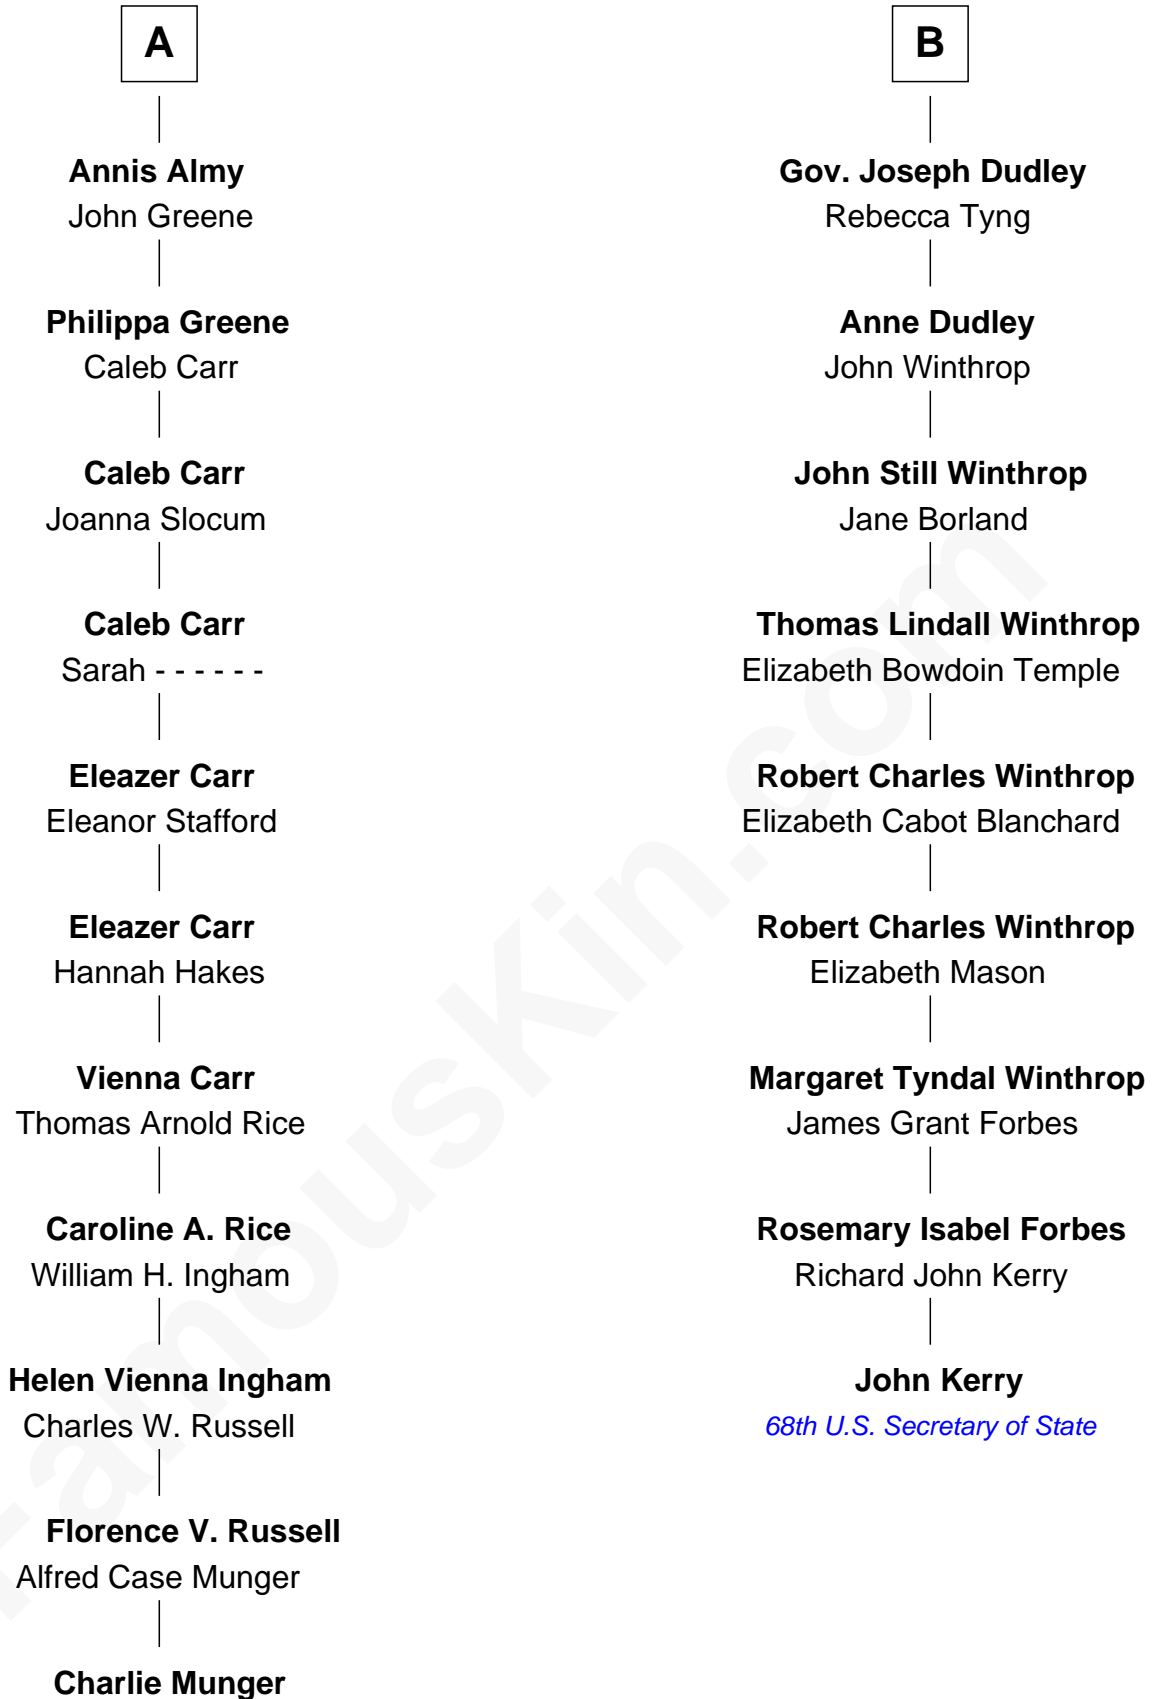 A
Annis Almy
John Greene
Philippa Greene
Caleb Carr
Caleb Carr
Joanna Slocum
Caleb Carr
Sarah - - - - - -
Eleazer Carr
Eleanor Stafford
Eleazer Carr
Hannah Hakes
Vienna Carr
Thomas Arnold Rice
Caroline A. Rice
William H. Ingham
Helen Vienna Ingham
Charles W. Russell
Florence V. Russell
Alfred Case Munger
Charlie Munger
B
Gov. Joseph Dudley
Rebecca Tyng
Anne Dudley
John Winthrop
John Still Winthrop
Jane Borland
Thomas Lindall Winthrop
Elizabeth Bowdoin Temple
Robert Charles Winthrop
Elizabeth Cabot Blanchard
Robert Charles Winthrop
Elizabeth Mason
Margaret Tyndal Winthrop
James Grant Forbes
Rosemary Isabel Forbes
Richard John Kerry
John Kerry
68th U.S. Secretary of State
FamousKin.com